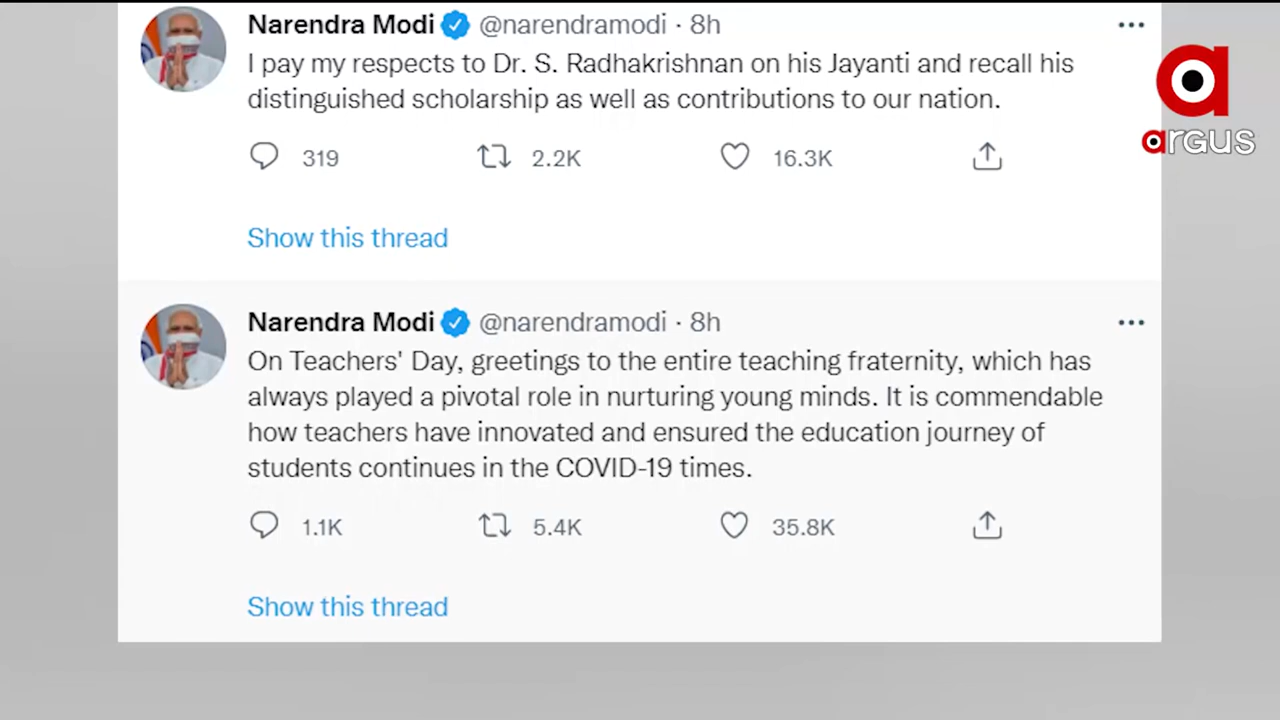 Narendra Modi @narendramodi · 8h
I pay my respects to Dr. S. Radhakrishnan on his Jayanti and recall his
distinguished scholarship as well as contributions to our nation.
319 2.2K 16.3K
Show this thread
Narendra Modi @narendramodi · 8h
On Teachers' Day, greetings to the entire teaching fraternity, which has
always played a pivotal role in nurturing young minds. It is commendable
how teachers have innovated and ensured the education journey of
students continues in the COVID-19 times.
1.1K 5.4K 35.8K
Show this thread
argus